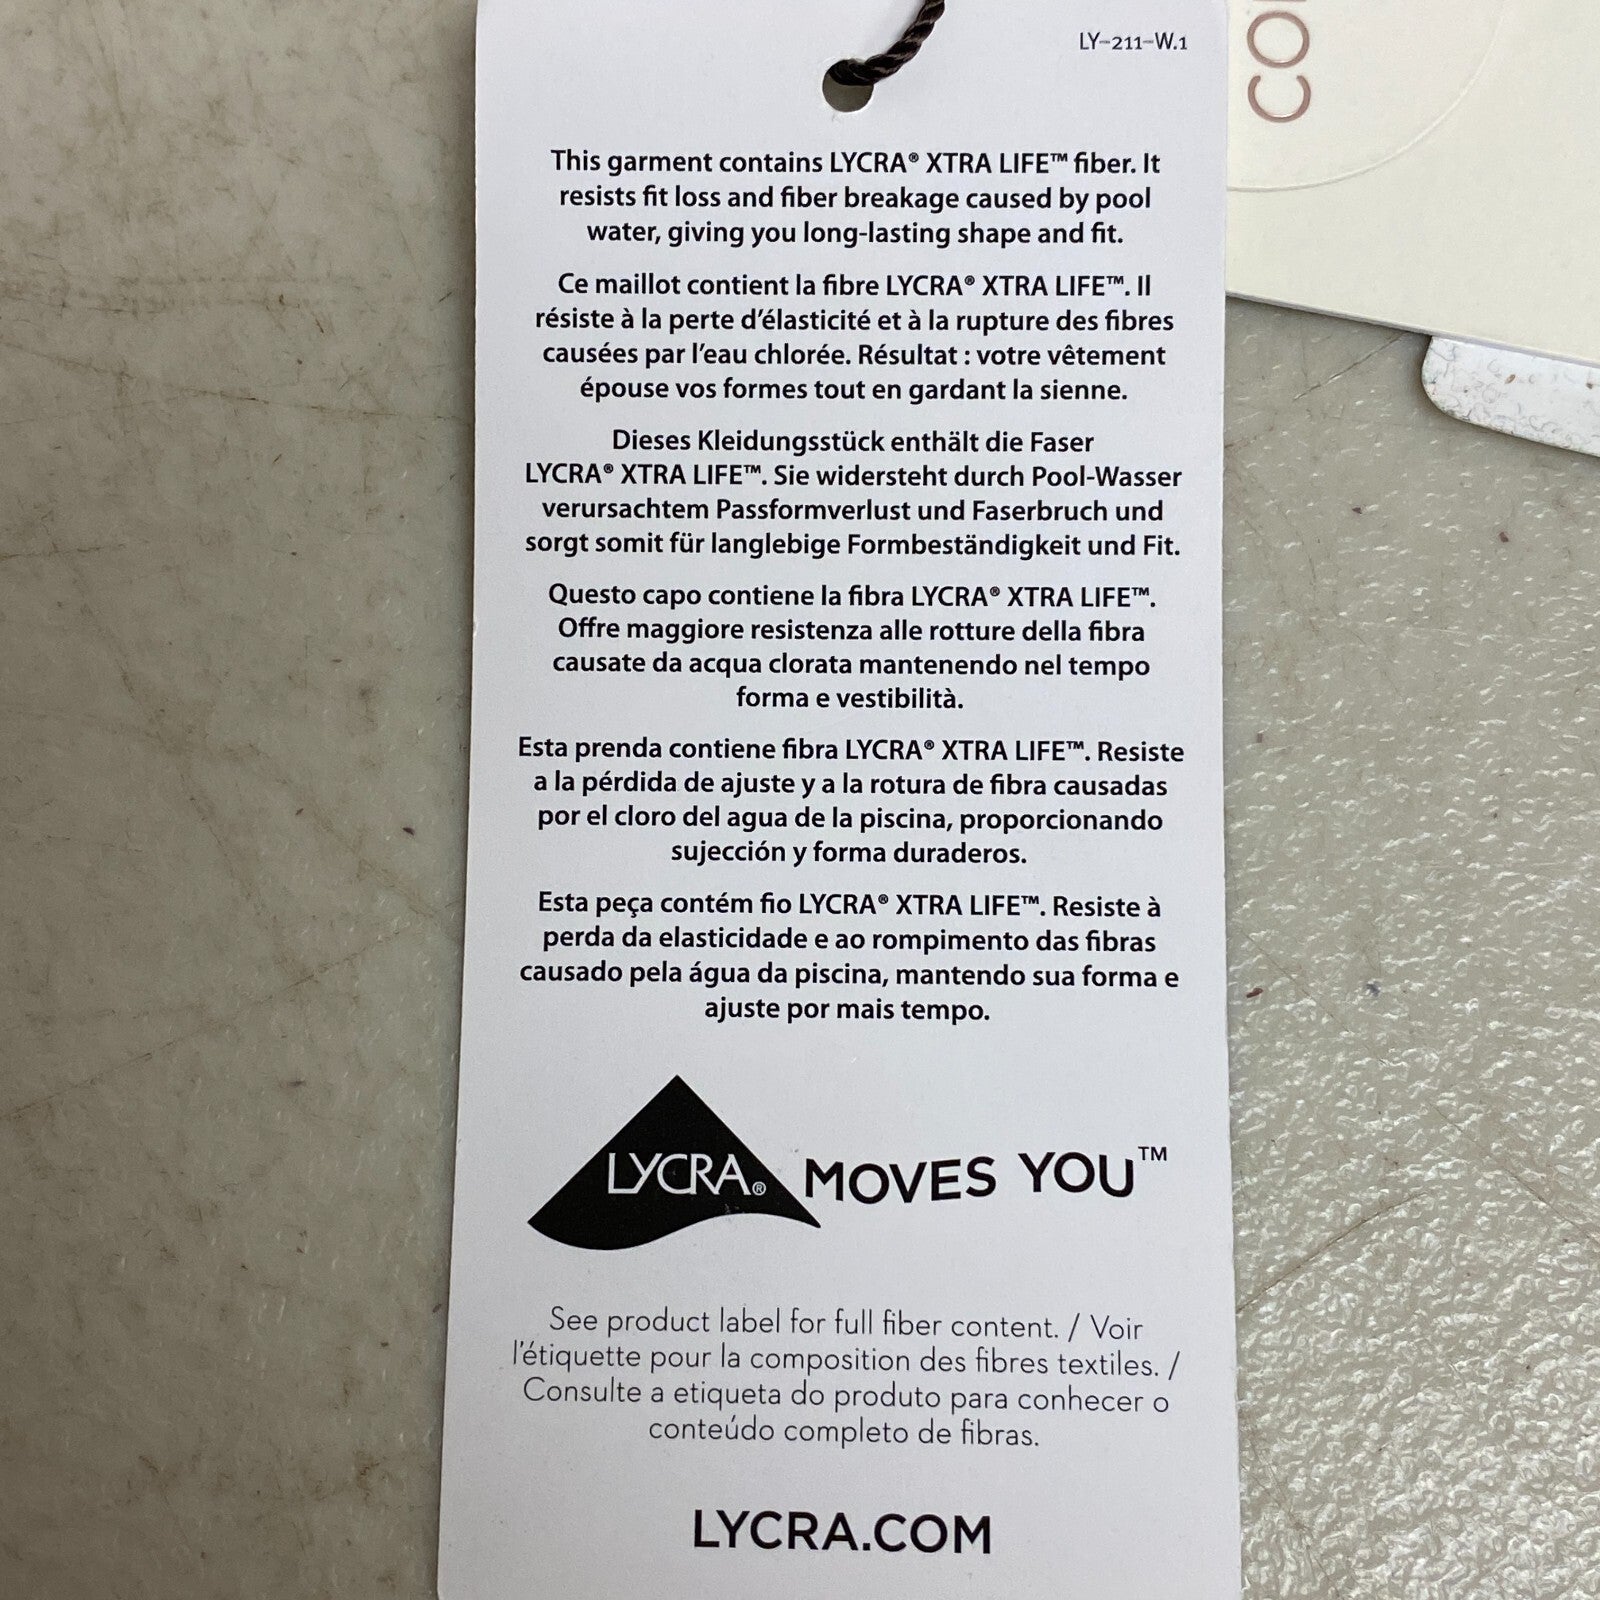 LY-211-W.1
This garment contains LYCRA® XTRA LIFE™ fiber. It
resists fit loss and fiber breakage caused by pool
water, giving you long-lasting shape and fit.
Ce maillot contient la fibre LYCRA® XTRA LIFE™. Il
résiste à la perte d'élasticité et à la rupture des fibres
causées par l'eau chlorée. Résultat : votre vêtement
épouse vos formes tout en gardant la sienne.
Dieses Kleidungsstück enthält die Faser
LYCRA® XTRA LIFE™. Sie widersteht durch Pool-Wasser
verursachtem Passformverlust und Faserbruch und
sorgt somit für langlebige Formbeständigkeit und Fit.
Questo capo contiene la fibra LYCRA® XTRA LIFE™.
Offre maggiore resistenza alle rotture della fibra
causate da acqua clorata mantenendo nel tempo
forma e vestibilità.
Esta prenda contiene fibra LYCRA® XTRA LIFE™. Resiste
a la pérdida de ajuste y a la rotura de fibra causadas
por el cloro del agua de la piscina, proporcionando
sujección y forma duraderos.
Esta peça contém fio LYCRA® XTRA LIFE™. Resiste à
perda da elasticidade e ao rompimento das fibras
causado pela água da piscina, mantendo sua forma e
ajuste por mais tempo.
LYCRA® MOVES YOU™
See product label for full fiber content. / Voir
l'étiquette pour la composition des fibres textiles. /
Consulte a etiqueta do produto para conhecer o
conteúdo completo de fibras.
LYCRA.COM